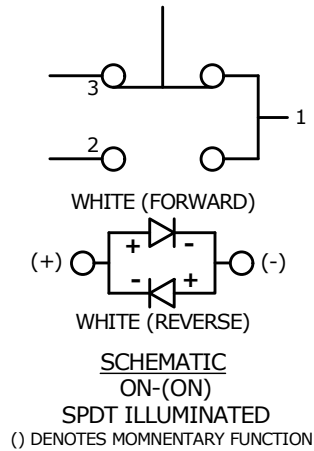 3
1
2
WHITE (FORWARD)
+ -
(+) (-)
- +
WHITE (REVERSE)
SCHEMATIC
ON-(ON)
SPDT ILLUMINATED
() DENOTES MOMNENTARY FUNCTION